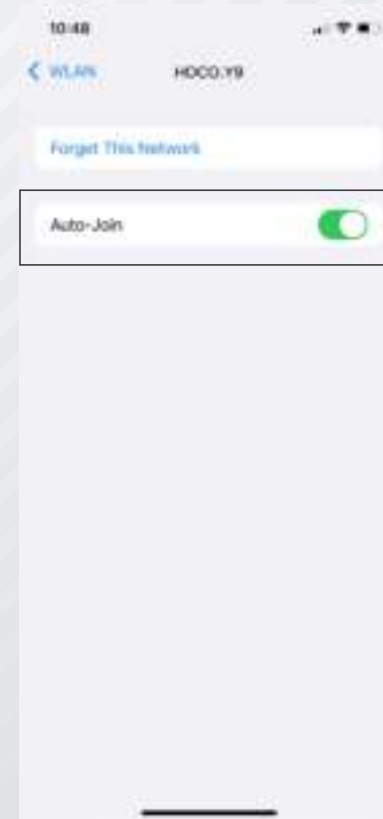 10:48
WLAN
HOCO.Y9
Forget This Network
Auto-Join